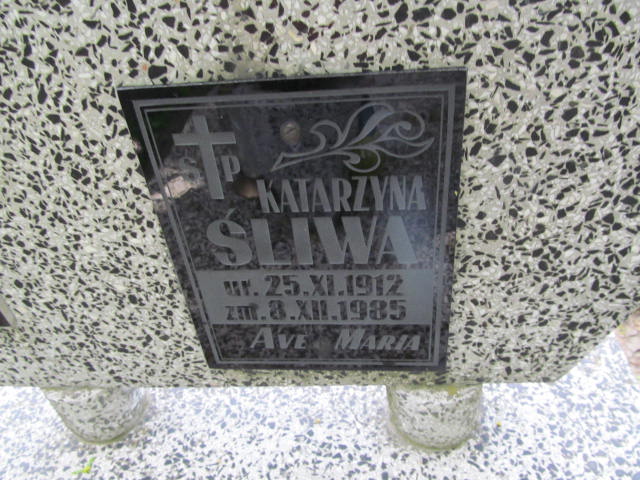 †P
KATARZYNA
ŚLIWA
ur. 25.XI.1912
zm. 8.XII.1985
AVE MARIA